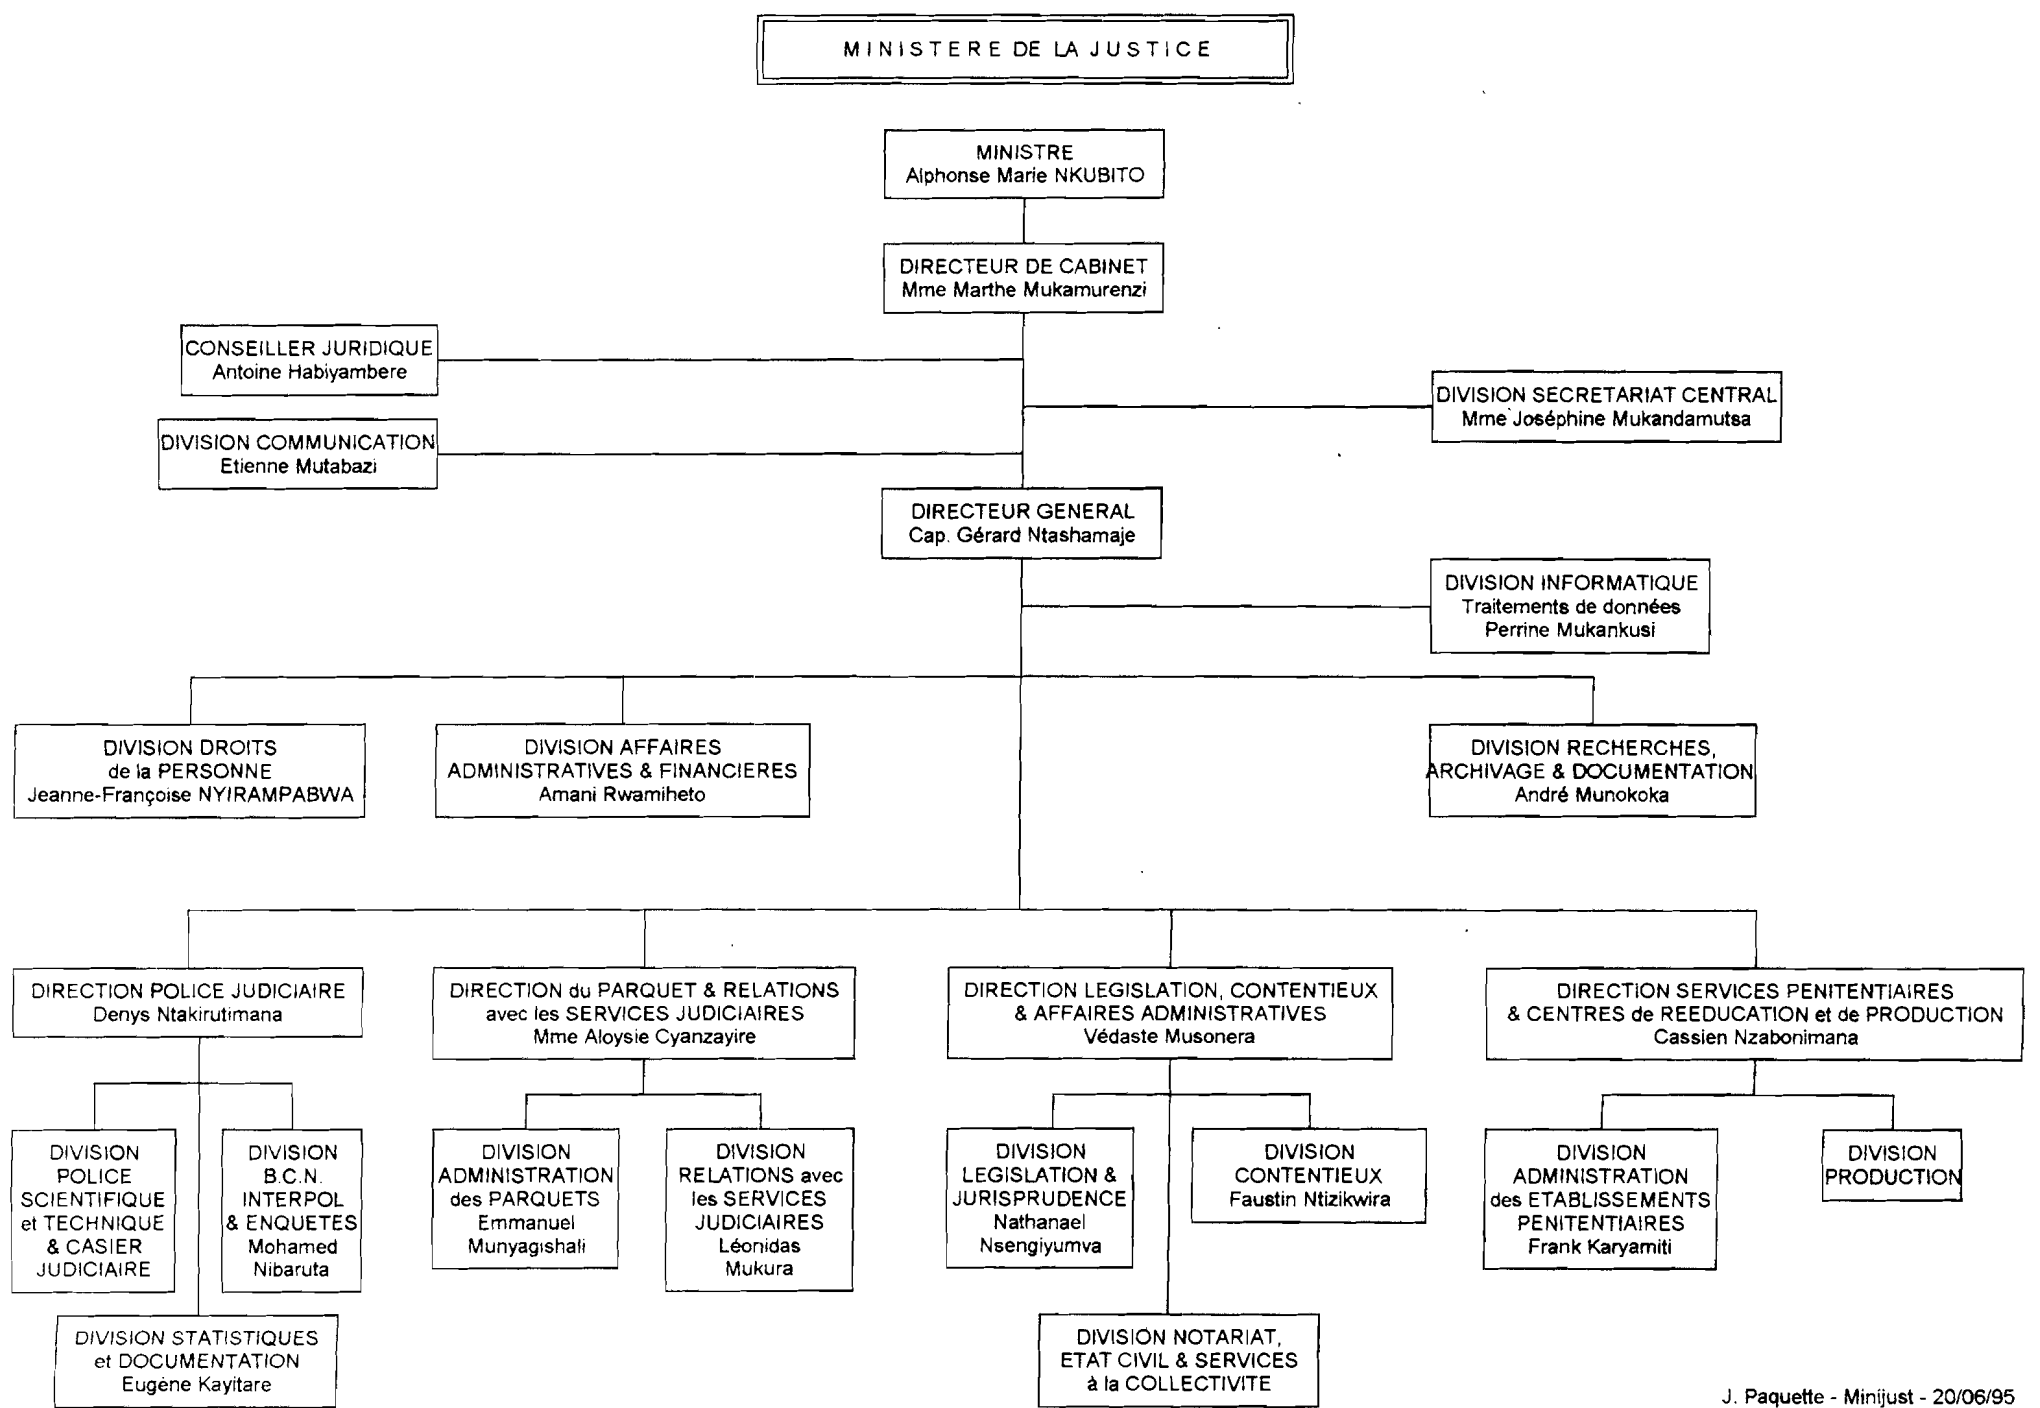 MINISTERE DE LA JUSTICE
MINISTRE
Alphonse Marie NKUBITO
DIRECTEUR DE CABINET
Mme Marthe Mukamurenzi
CONSEILLER JURIDIQUE
Antoine Habiyambere
DIVISION SECRETARIAT CENTRAL
Mme Joséphine Mukandamutsa
DIVISION COMMUNICATION
Etienne Mutabazi
DIRECTEUR GENERAL
Cap. Gérard Ntashamaje
DIVISION INFORMATIQUE
Traitements de données
Perrine Mukankusi
DIVISION DROITS
de la PERSONNE
Jeanne-Françoise NYIRAMPABWA
DIVISION AFFAIRES
ADMINISTRATIVES & FINANCIERES
Amani Rwamiheto
DIVISION RECHERCHES,
ARCHIVAGE & DOCUMENTATION
André Munokoka
DIRECTION POLICE JUDICIAIRE
Denys Ntakirutimana
DIRECTION du PARQUET & RELATIONS
avec les SERVICES JUDICIAIRES
Mme Aloysie Cyanzayire
DIRECTION LEGISLATION, CONTENTIEUX
& AFFAIRES ADMINISTRATIVES
Védaste Musonera
DIRECTION SERVICES PENITENTIAIRES
& CENTRES de REEDUCATION et de PRODUCTION
Cassien Nzabonimana
DIVISION
POLICE
SCIENTIFIQUE
et TECHNIQUE
& CASIER
JUDICIAIRE
DIVISION
B.C.N.
INTERPOL
& ENQUETES
Mohamed
Nibaruta
DIVISION
ADMINISTRATION
des PARQUETS
Emmanuel
Munyagishali
DIVISION
RELATIONS avec
les SERVICES
JUDICIAIRES
Léonidas
Mukura
DIVISION
LEGISLATION &
JURISPRUDENCE
Nathanael
Nsengiyumva
DIVISION
CONTENTIEUX
Faustin Ntizikwira
DIVISION
ADMINISTRATION
des ETABLISSEMENTS
PENITENTIAIRES
Frank Karyamiti
DIVISION
PRODUCTION
DIVISION STATISTIQUES
et DOCUMENTATION
Eugène Kayitare
DIVISION NOTARIAT,
ETAT CIVIL & SERVICES
à la COLLECTIVITE
J. Paquette - Minijust - 20/06/95